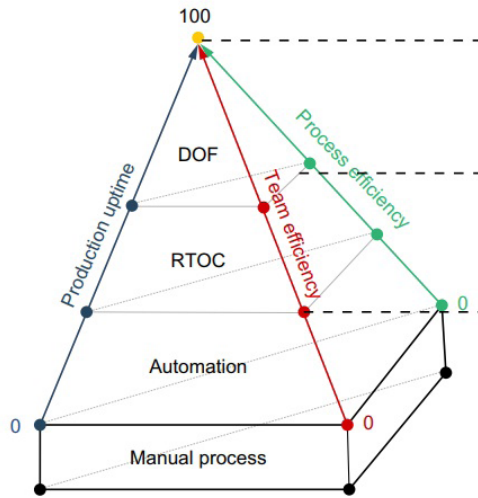 100
DOF
Process efficiency
Production uptime
Team efficiency
RTOC
0
Automation
0
0
Manual process